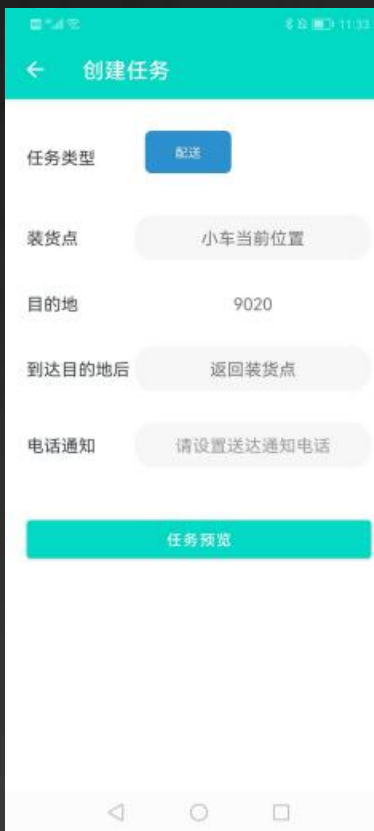 11:33
创建任务
任务类型
配送
装货点
小车当前位置
目的地
9020
到达目的地后
返回装货点
电话通知
请设置送达通知电话
任务预览